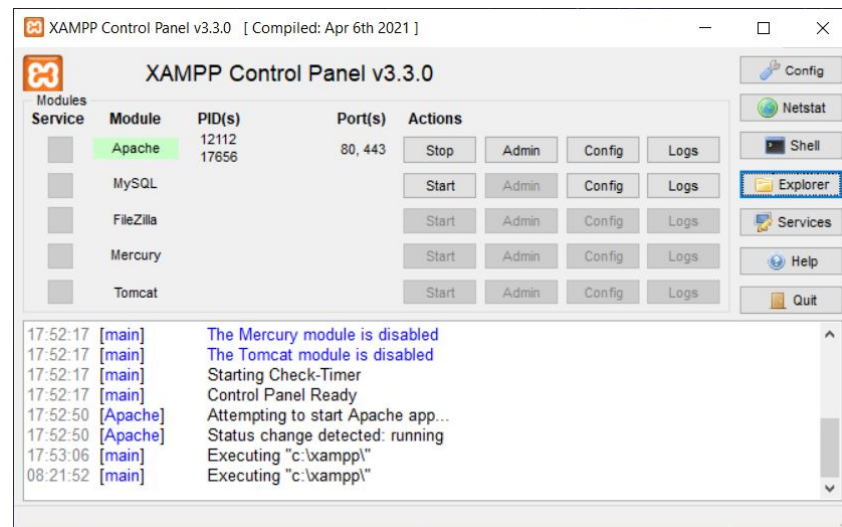 XAMPP Control Panel v3.3.0 [ Compiled: Apr 6th 2021 ]
XAMPP Control Panel v3.3.0
Config
Modules
Service Module PID(s) Port(s) Actions
Netstat
Apache 12112 17656 80, 443 Stop Admin Config Logs
Shell
MySQL Start Admin Config Logs
Explorer
FileZilla Start Admin Config Logs
Services
Mercury Start Admin Config Logs
Help
Tomcat Start Admin Config Logs
Quit
17:52:17 [main] The Mercury module is disabled
17:52:17 [main] The Tomcat module is disabled
17:52:17 [main] Starting Check-Timer
17:52:17 [main] Control Panel Ready
17:52:50 [Apache] Attempting to start Apache app...
17:52:50 [Apache] Status change detected: running
17:53:06 [main] Executing "c:\xampp\"
08:21:52 [main] Executing "c:\xampp\"